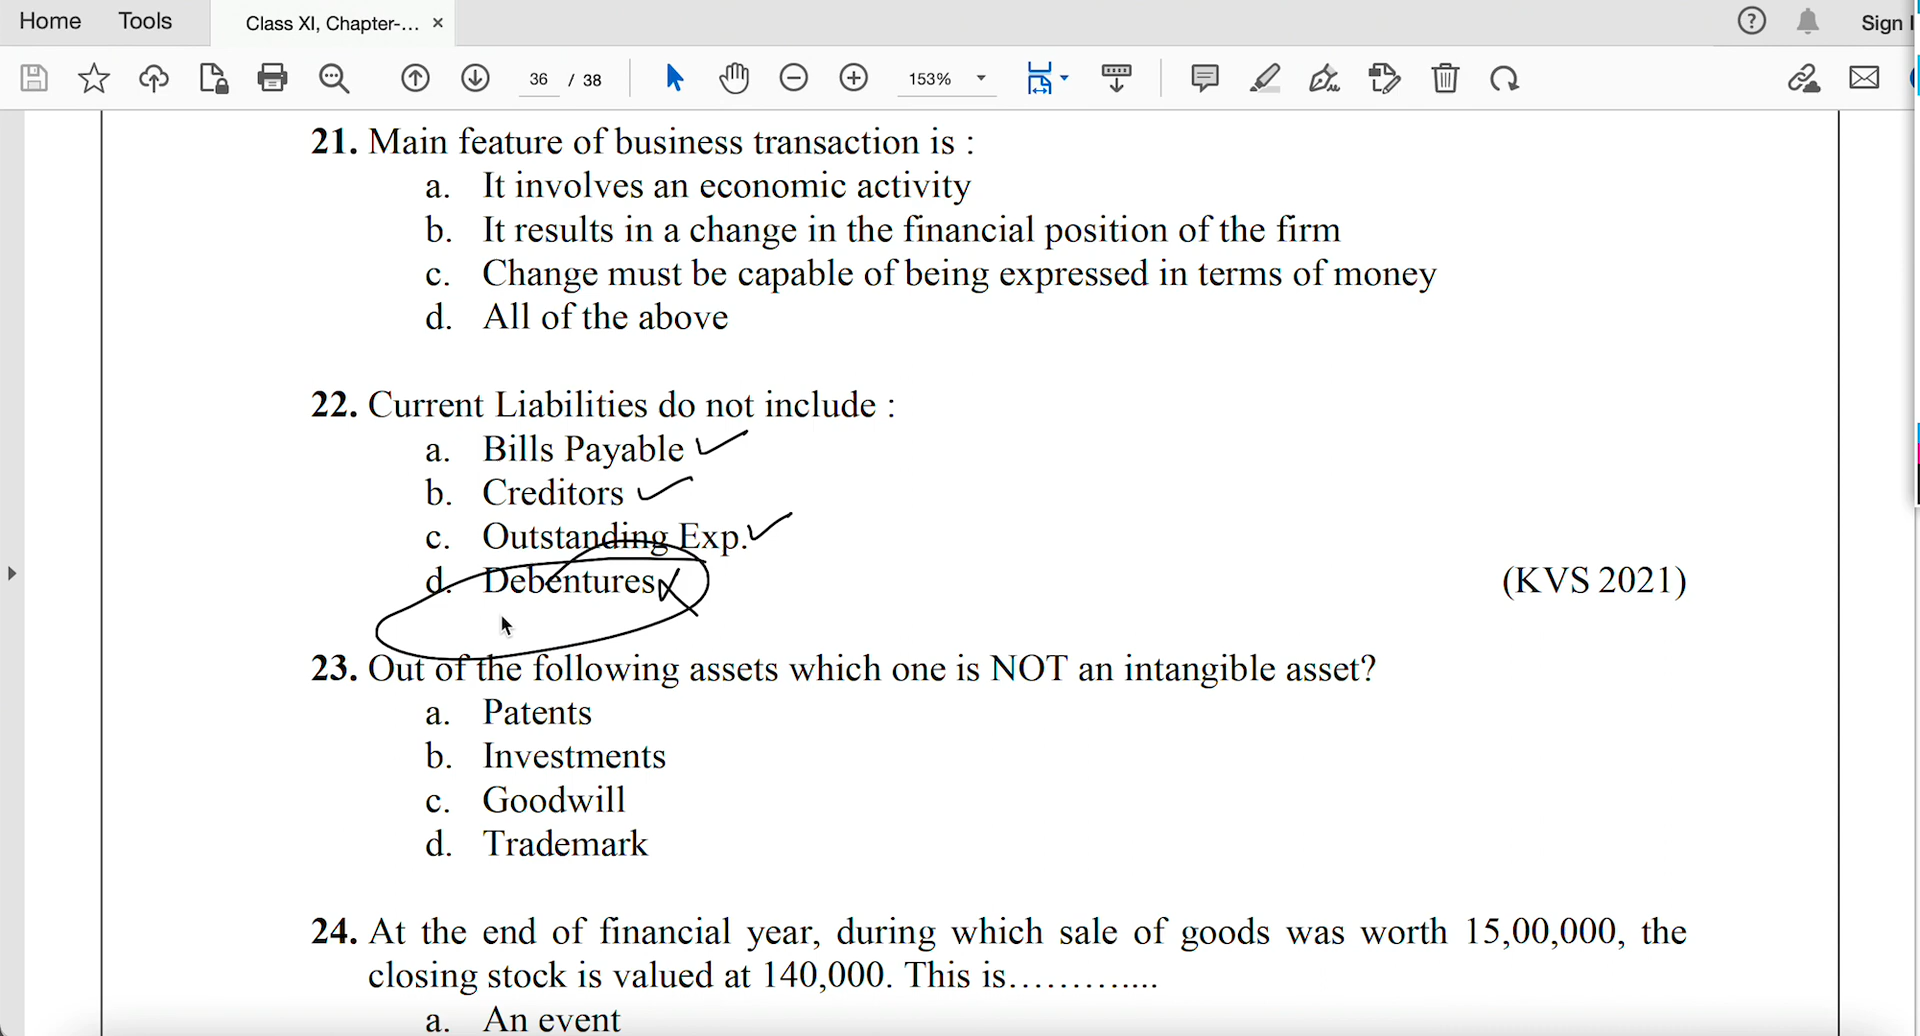 Home Tools Class XI, Chapter-... × Sign I
36 / 38 153%
21. Main feature of business transaction is :
a. It involves an economic activity
b. It results in a change in the financial position of the firm
c. Change must be capable of being expressed in terms of money
d. All of the above
22. Current Liabilities do not include :
a. Bills Payable
b. Creditors
c. Outstanding Exp.
d. Debentures (KVS 2021)
23. Out of the following assets which one is NOT an intangible asset?
a. Patents
b. Investments
c. Goodwill
d. Trademark
24. At the end of financial year, during which sale of goods was worth 15,00,000, the
closing stock is valued at 140,000. This is................
a. An event